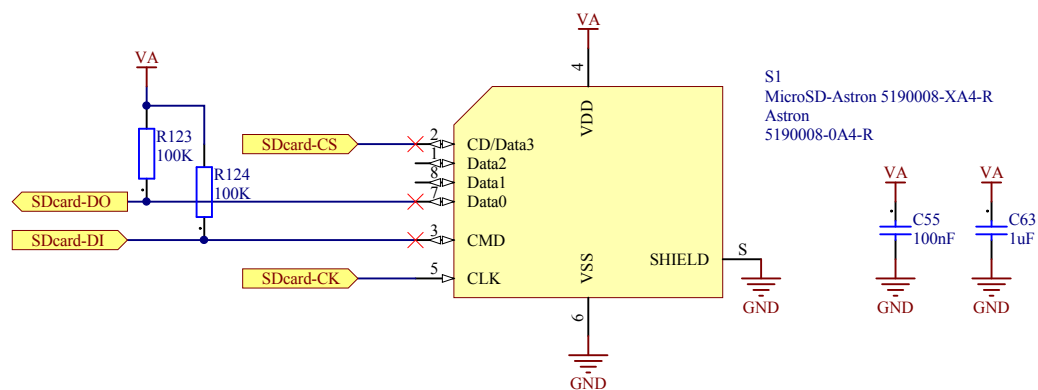 VA
VA
4
VDD
S1
MicroSD-Astron 5190008-XA4-R
Astron
5190008-0A4-R
R123
100K
SDcard-CS
2
CD/Data3
1
Data2
8
Data1
R124
100K
SDcard-DO
7
Data0
VA
VA
C55
100nF
C63
1uF
SDcard-DI
3
CMD
SHIELD
S
SDcard-CK
5
CLK
VSS
GND
GND
GND
6
GND